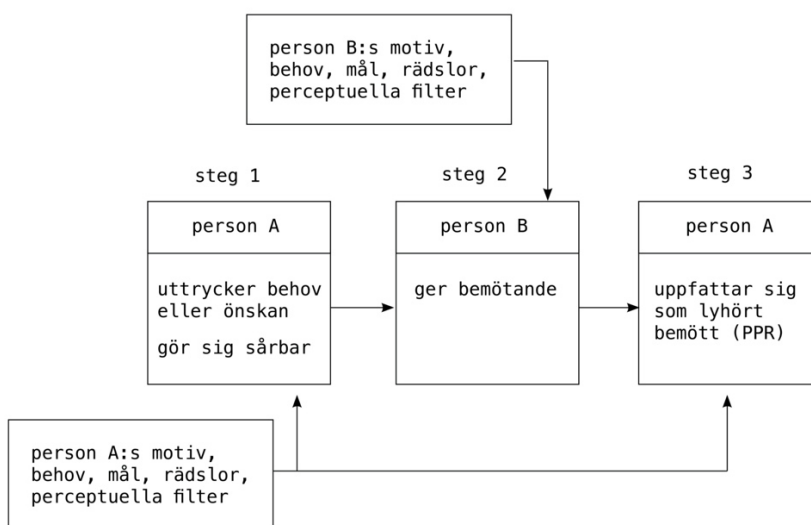 person B:s motiv,
behov, mål, rädslor,
perceptuella filter
steg 1
steg 2
steg 3
person A
person B
person A
uttrycker behov
eller önskan
gör sig sårbar
ger bemötande
uppfattar sig
som lyhört
bemött (PPR)
person A:s motiv,
behov, mål, rädslor,
perceptuella filter